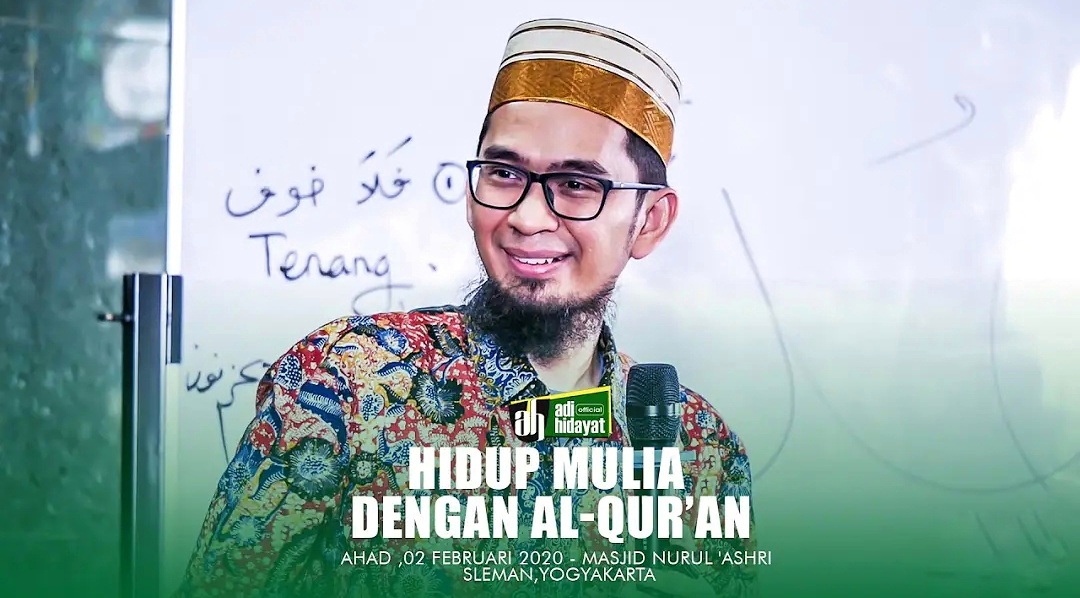 ① فَلَا خوف
Tenang.
ah adi hidayat official
HIDUP MULIA
DENGAN AL-QUR'AN
AHAD ,02 FEBRUARI 2020 - MASJID NURUL 'ASHRI
SLEMAN,YOGYAKARTA